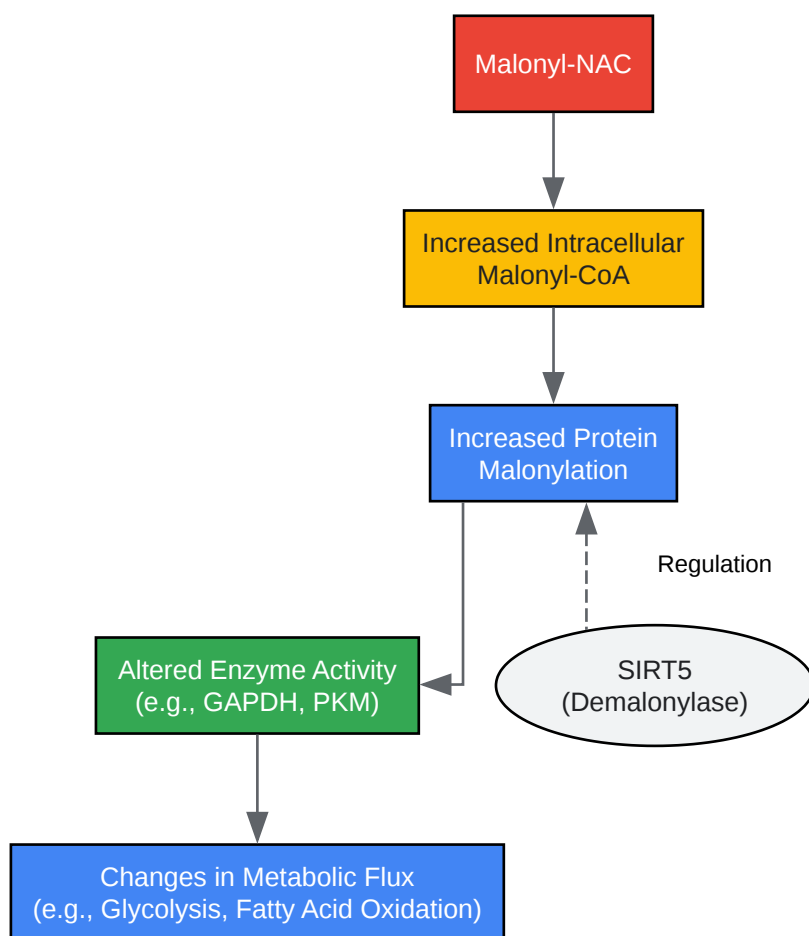 Malonyl-NAC
Increased Intracellular
Malonyl-CoA
Increased Protein
Malonylation
Regulation
Altered Enzyme Activity
(e.g., GAPDH, PKM)
SIRT5
(Demalonylase)
Changes in Metabolic Flux
(e.g., Glycolysis, Fatty Acid Oxidation)